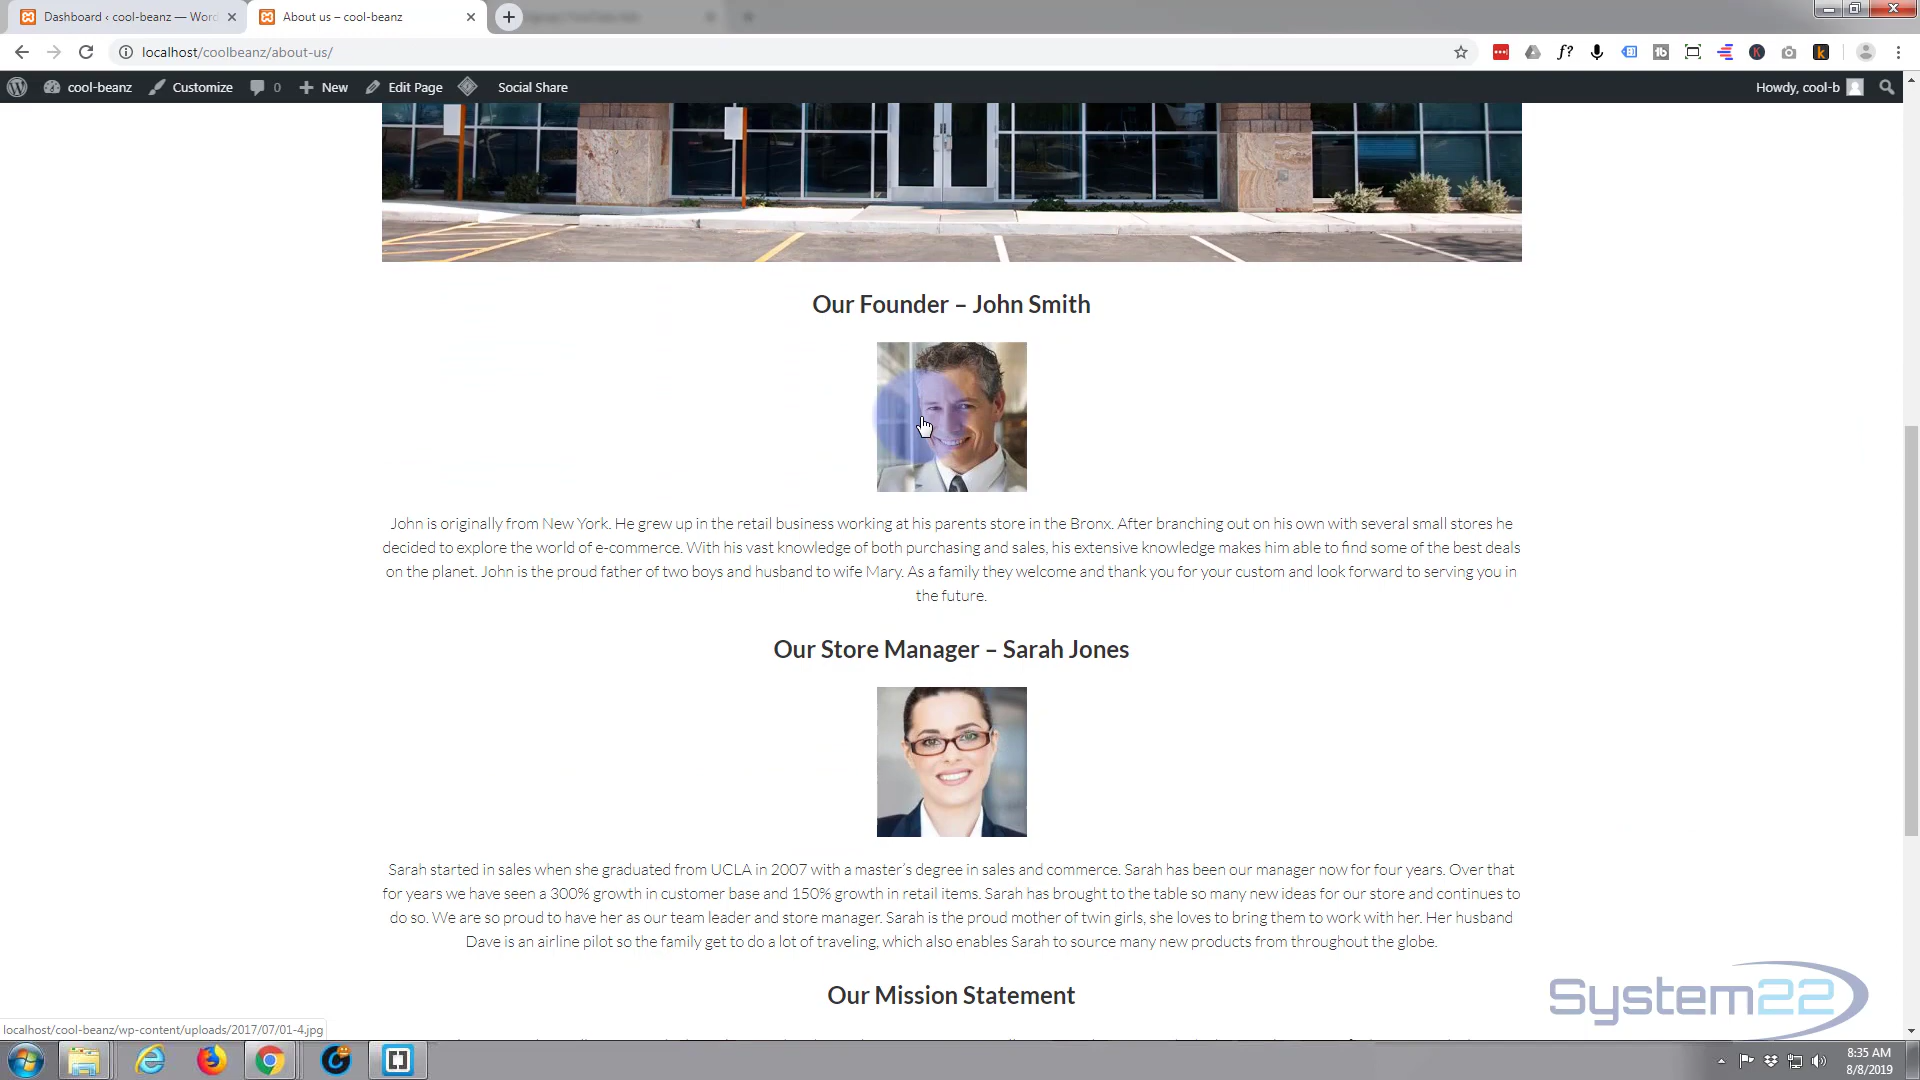 Dashboard ‹ cool-beanz — Word
About us – cool-beanz
localhost/coolbeanz/about-us/
cool-beanz
Customize
0
New
Edit Page
Social Share
Howdy, cool-b
Our Founder – John Smith
John is originally from New York. He grew up in the retail business working at his parents store in the Bronx. After branching out on his own with several small stores he
decided to explore the world of e-commerce. With his vast knowledge of both purchasing and sales, his extensive knowledge makes him able to find some of the best deals
on the planet. John is the proud father of two boys and husband to wife Mary. As a family they welcome and thank you for your custom and look forward to serving you in
the future.
Our Store Manager – Sarah Jones
Sarah started in sales when she graduated from UCLA in 2007 with a master's degree in sales and commerce. Sarah has been our manager now for four years. Over that
for years we have seen a 300% growth in customer base and 150% growth in retail items. Sarah has brought to the table so many new ideas for our store and continues to
do so. We are so proud to have her as our team leader and store manager. Sarah is the proud mother of twin girls, she loves to bring them to work with her. Her husband
Dave is an airline pilot so the family get to do a lot of traveling, which also enables Sarah to source many new products from throughout the globe.
Our Mission Statement
System22
localhost/cool-beanz/wp-content/uploads/2017/07/01-4.jpg
8:35 AM
8/8/2019